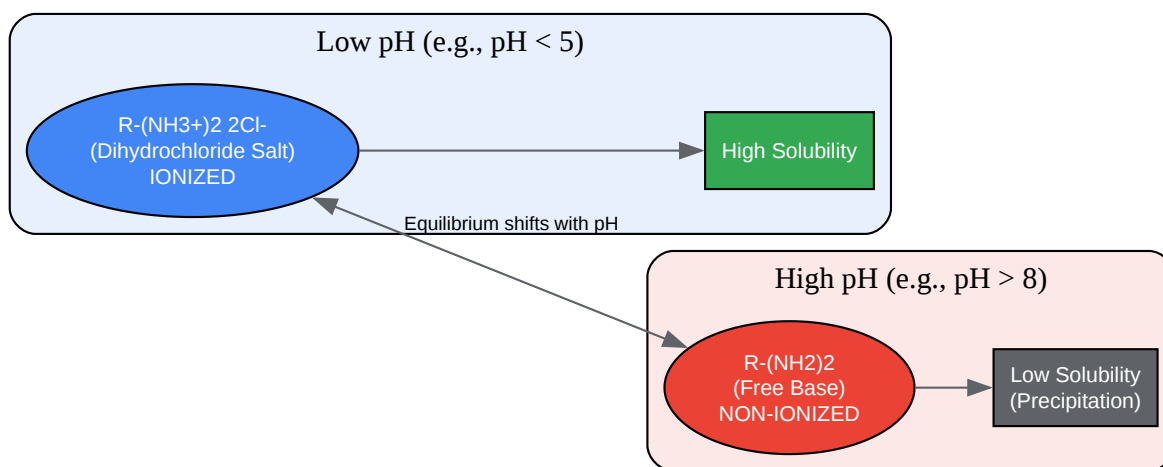 Low pH (e.g., pH < 5)
R-(NH3+)2 2Cl-
(Dihydrochloride Salt)
IONIZED
High Solubility
Equilibrium shifts with pH
High pH (e.g., pH > 8)
R-(NH2)2
(Free Base)
NON-IONIZED
Low Solubility
(Precipitation)